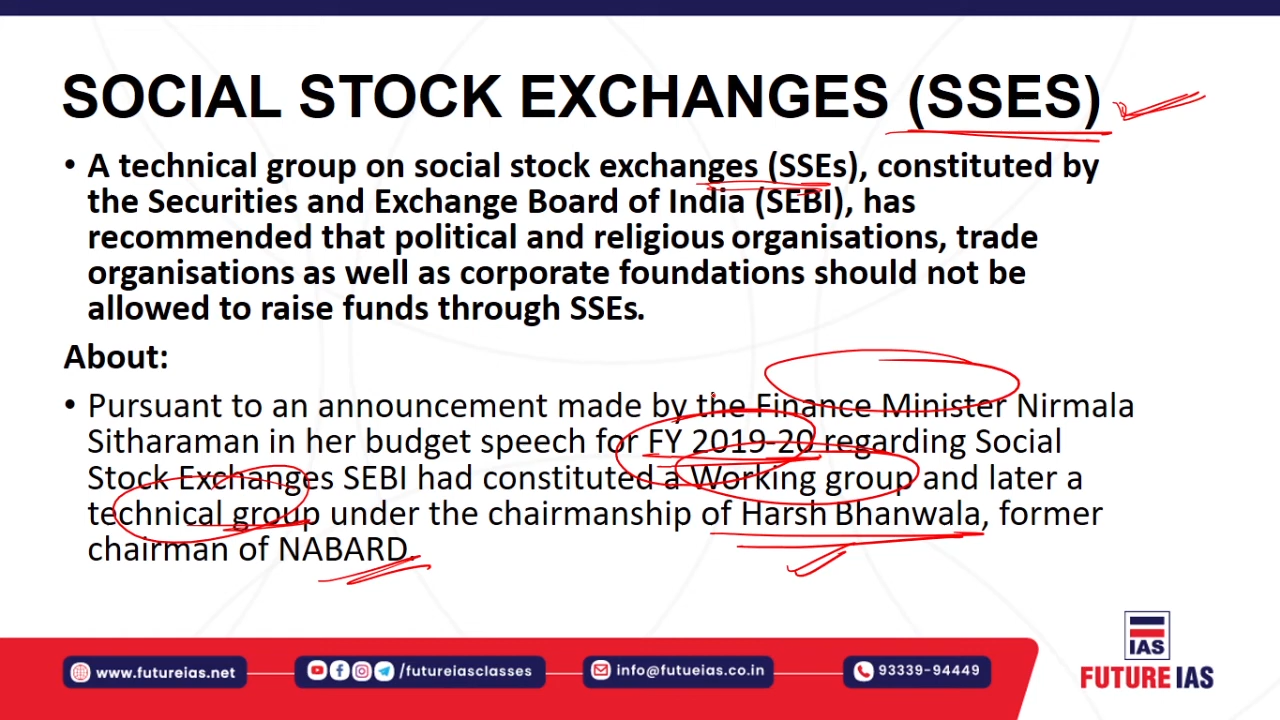 SOCIAL STOCK EXCHANGES (SSES)
• A technical group on social stock exchanges (SSEs), constituted by
the Securities and Exchange Board of India (SEBI), has
recommended that political and religious organisations, trade
organisations as well as corporate foundations should not be
allowed to raise funds through SSEs.
About:
• Pursuant to an announcement made by the Finance Minister Nirmala
Sitharaman in her budget speech for FY 2019-20 regarding Social
Stock Exchanges SEBI had constituted a Working group and later a
technical group under the chairmanship of Harsh Bhanwala, former
chairman of NABARD.
www.futureias.net
/futureiasclasses
info@futueias.co.in
93339-94449
IAS
FUTURE IAS